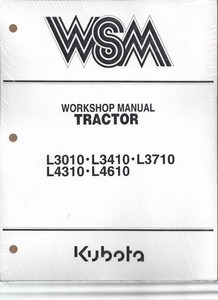 WSM
WORKSHOP MANUAL
TRACTOR
L3010·L3410·L3710
L4310·L4610
Kubota